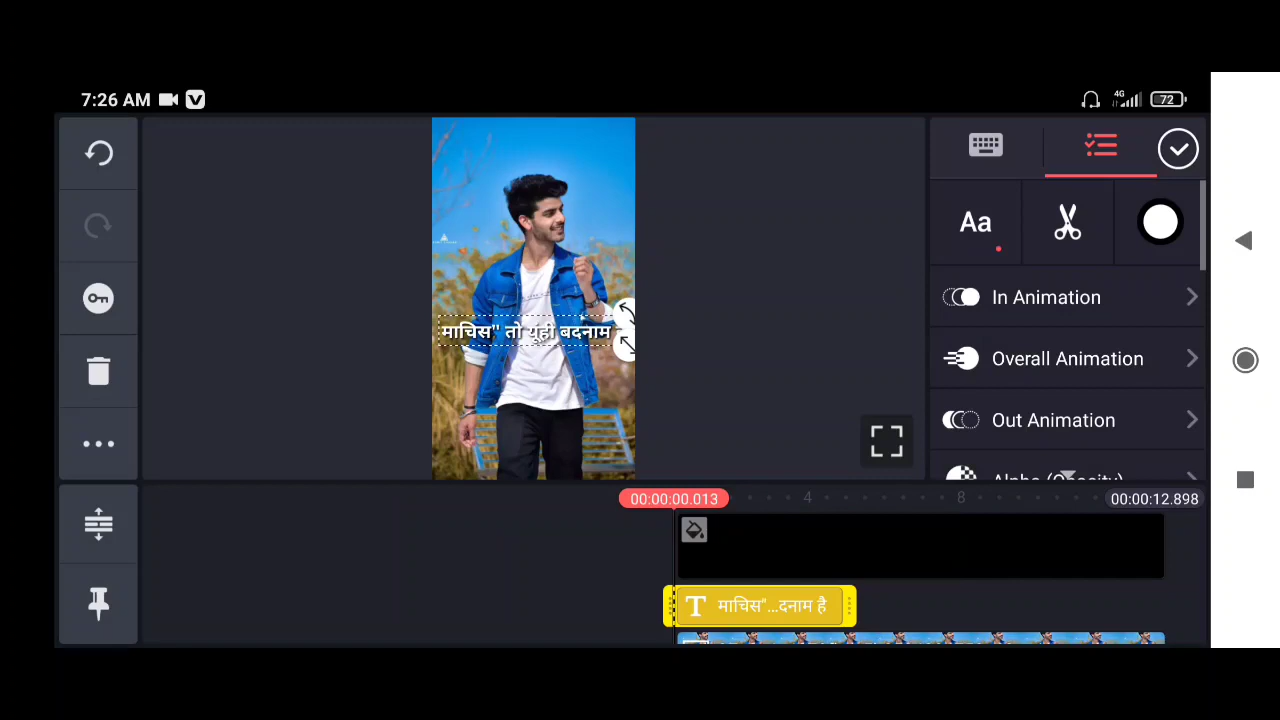 7:26 AM
4G
72
Aa
In Animation
माचिस" तो यूंही बदनाम
Overall Animation
Out Animation
Alpha (Opacity)
00:00:00.013
4
8
00:00:12.898
T माचिस"...दनाम है